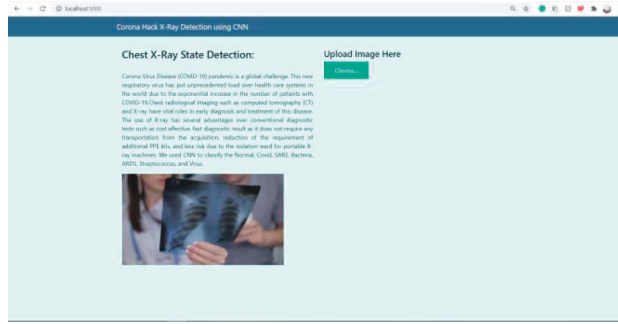 localhost:5000
Corona Hack X-Ray Detection using CNN
Chest X-Ray State Detection:
Corona Virus Disease (COVID-19) pandemic is a global challenge. This new
respiratory virus has put unprecedented load over health care systems in
the world due to the exponential increase in the number of patients with
COVID-19.Chest radiological imaging such as computed tomography (CT)
and X-ray have vital roles in early diagnosis and treatment of this disease.
The use of X-ray has several advantages over conventional diagnostic
tests such as cost effective, fast diagnostic result as it does not require any
transportation from the acquisition, reduction of the requirement of
additional PPE kits, and less risk due to the isolation ward for portable X-
ray machines. We used CNN to classify the Normal, Covid, SARS, Bacteria,
ARDS, Streptococcus, and Virus.
Upload Image Here
Choose...